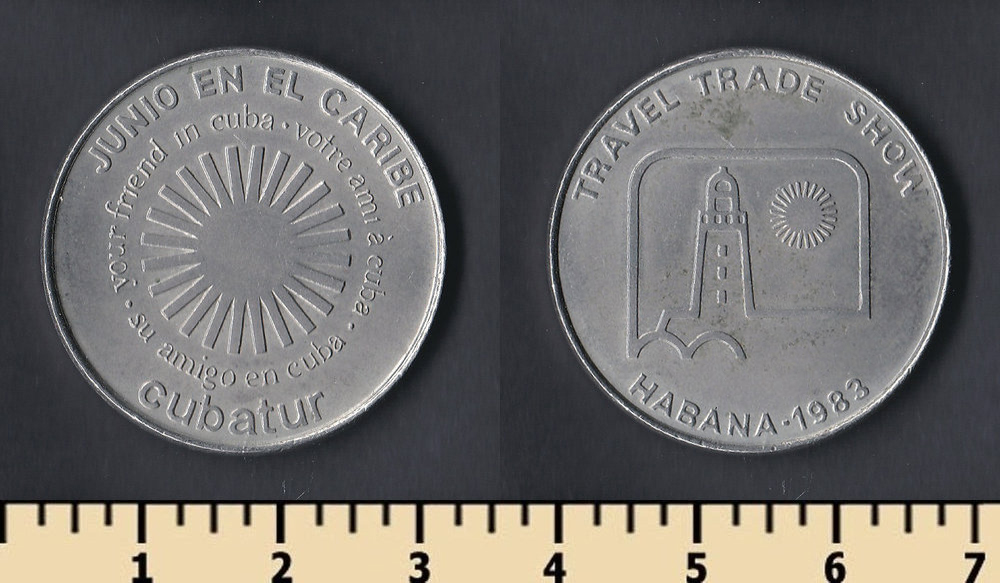 JUNIO EN EL CARIBE
your friend in cuba · votre ami à cuba · su amigo en cuba ·
cubatur
TRAVEL TRADE SHOW
HABANA·1983
1 2 3 4 5 6 7